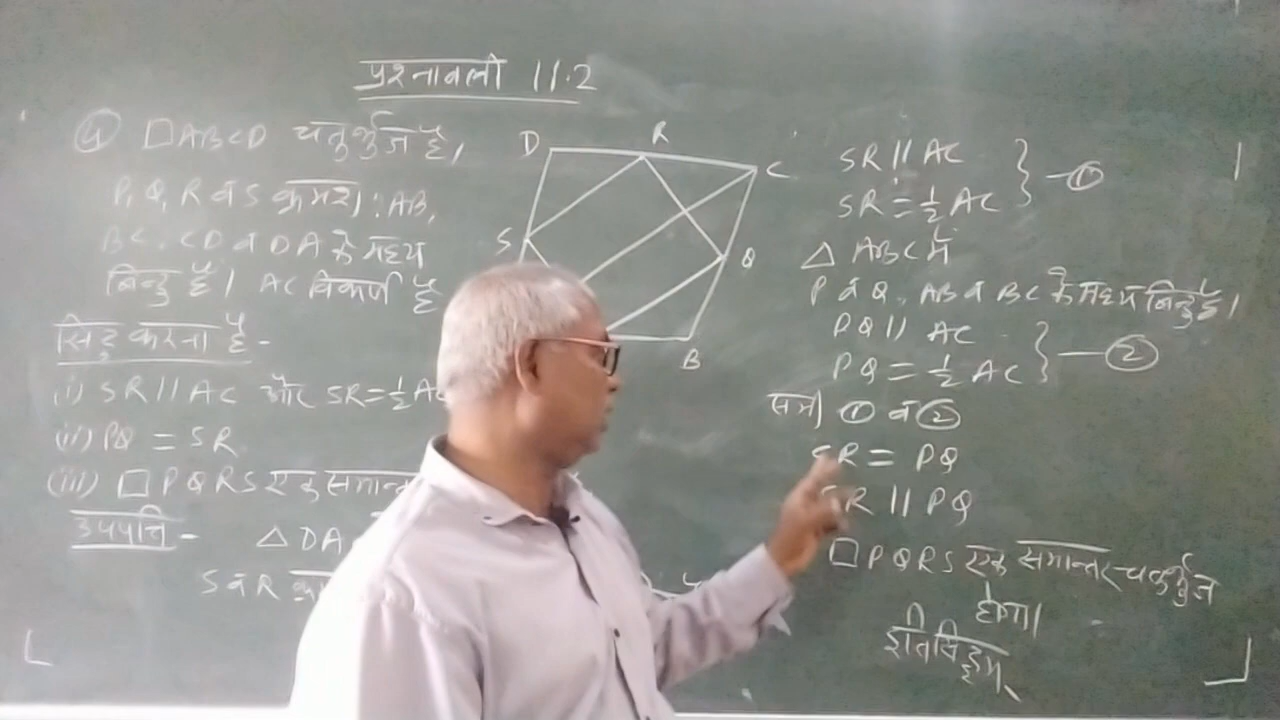 प्रश्नावली 11.2
④ □ABCD चतुर्भुज है,
P, Q, R व S क्रमशः AB,
BC, CD व DA के मध्य
बिन्दु हैं। AC विकर्ण है
सिद्ध करना है -
(i) SR || AC और SR = 1/2 AC
(ii) PQ = SR
(iii) □PQRS एक समान्त
उपपत्ति - △DA
S व R
D R C
S Q
B
SR || AC
SR = 1/2 AC } - ①
△ ABC में
P व Q, AB व BC के मध्य बिन्दु हैं।
PQ || AC
PQ = 1/2 AC } - ②
समी ① व ②
SR = PQ
SR || PQ
□PQRS एक समान्तर चतुर्भुज
होगा।
इतिसिद्धम्